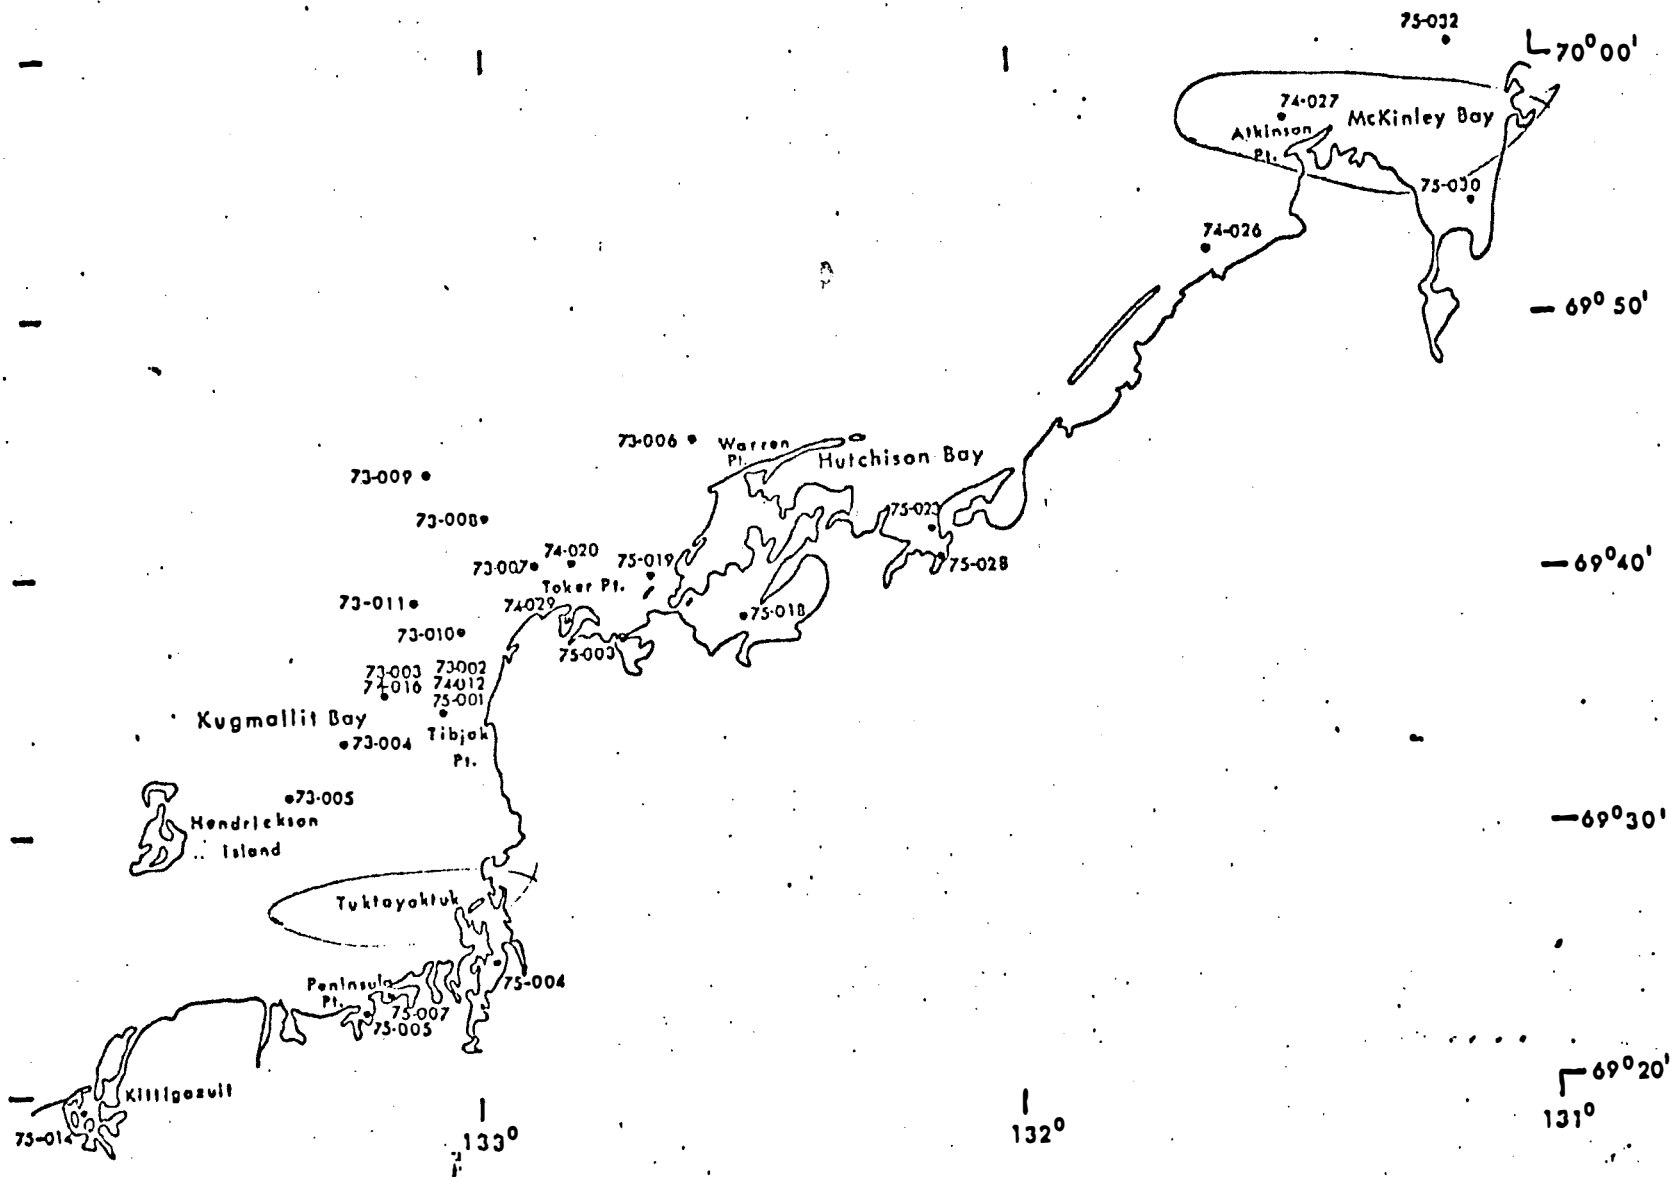 75-032
70°00'
74-027
McKinley Bay
Atkinson
Pt.
75-030
74-026
69°50'
73-006
Warren
Pt.
Hutchison Bay
73-009
73-008
75-023
74-020
73-007
75-019
75-028
69°40'
Toker Pt.
73-011
74-029
75-018
73-010
75-003
73-003
73-002
74-016
74-012
75-001
Kugmallit Bay
73-004
Tibjak
Pt.
73-005
Hendrickson
Island
69°30'
Tuktoyaktuk
75-004
Peninsula
Pt.
75-007
75-005
69°20'
Kittigazuit
75-014
133°
132°
131°